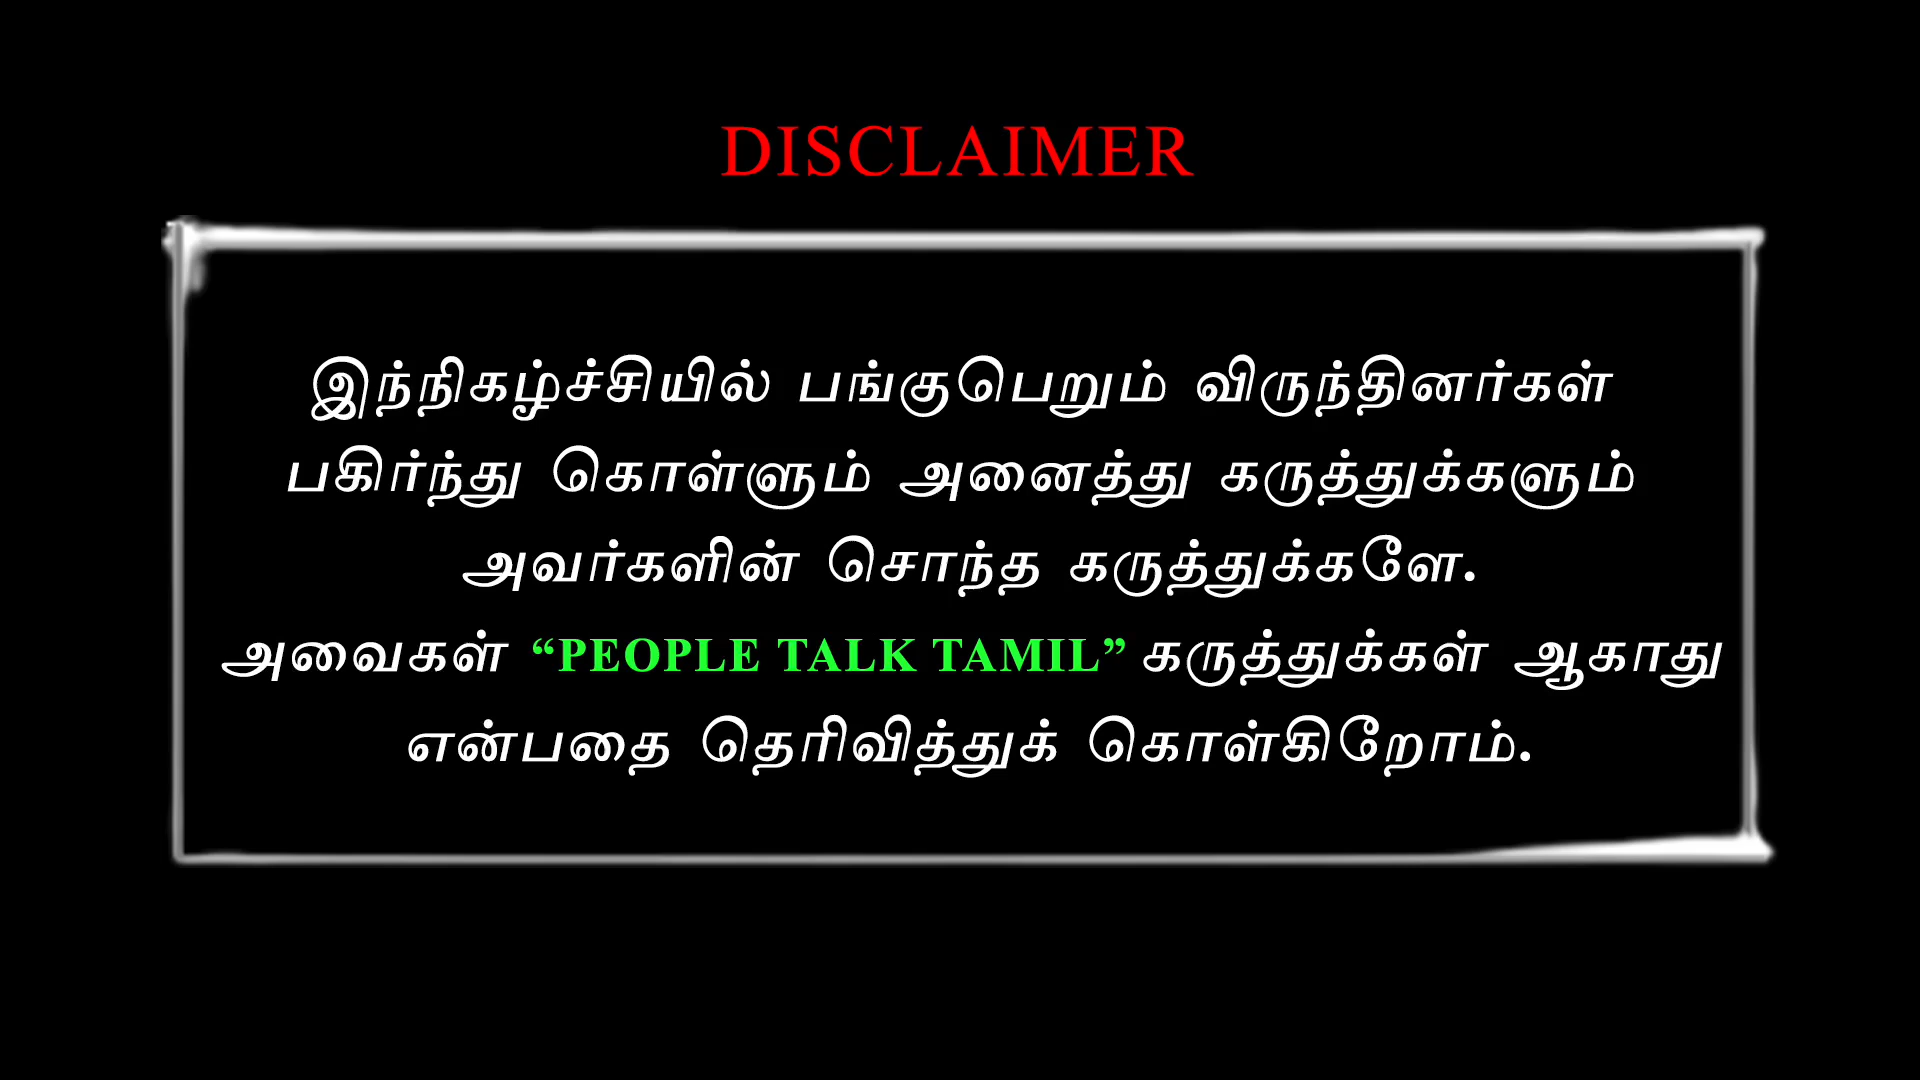 DISCLAIMER
இந்நிகழ்ச்சியில் பங்குபெறும் விருந்தினர்கள்
பகிர்ந்து கொள்ளும் அனைத்து கருத்துக்களும்
அவர்களின் சொந்த கருத்துக்களே.
அவைகள் “PEOPLE TALK TAMIL” கருத்துக்கள் ஆகாது
என்பதை தெரிவித்துக் கொள்கிறோம்.